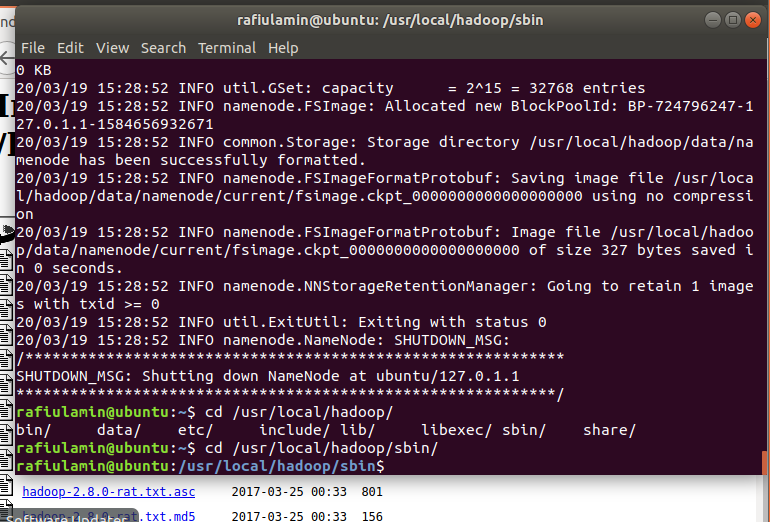 rafiulamin@ubuntu: /usr/local/hadoop/sbin
File Edit View Search Terminal Help
0 KB
20/03/19 15:28:52 INFO util.GSet: capacity      = 2^15 = 32768 entries
20/03/19 15:28:52 INFO namenode.FSImage: Allocated new BlockPoolId: BP-724796247-1
27.0.1.1-1584656932671
20/03/19 15:28:52 INFO common.Storage: Storage directory /usr/local/hadoop/data/na
menode has been successfully formatted.
20/03/19 15:28:52 INFO namenode.FSImageFormatProtobuf: Saving image file /usr/loca
l/hadoop/data/namenode/current/fsimage.ckpt_0000000000000000000 using no compressi
on
20/03/19 15:28:52 INFO namenode.FSImageFormatProtobuf: Image file /usr/local/hadoo
p/data/namenode/current/fsimage.ckpt_0000000000000000000 of size 327 bytes saved i
n 0 seconds.
20/03/19 15:28:52 INFO namenode.NNStorageRetentionManager: Going to retain 1 image
s with txid >= 0
20/03/19 15:28:52 INFO util.ExitUtil: Exiting with status 0
20/03/19 15:28:52 INFO namenode.NameNode: SHUTDOWN_MSG:
/************************************************************
SHUTDOWN_MSG: Shutting down NameNode at ubuntu/127.0.1.1
************************************************************/
rafiulamin@ubuntu:~$ cd /usr/local/hadoop/
bin/     data/    etc/     include/ lib/     libexec/ sbin/    share/
rafiulamin@ubuntu:~$ cd /usr/local/hadoop/sbin/
rafiulamin@ubuntu:/usr/local/hadoop/sbin$
hadoop-2.8.0-rat.txt.asc 2017-03-25 00:33 801
.txt.md5 2017-03-25 00:33 156
Software Updates